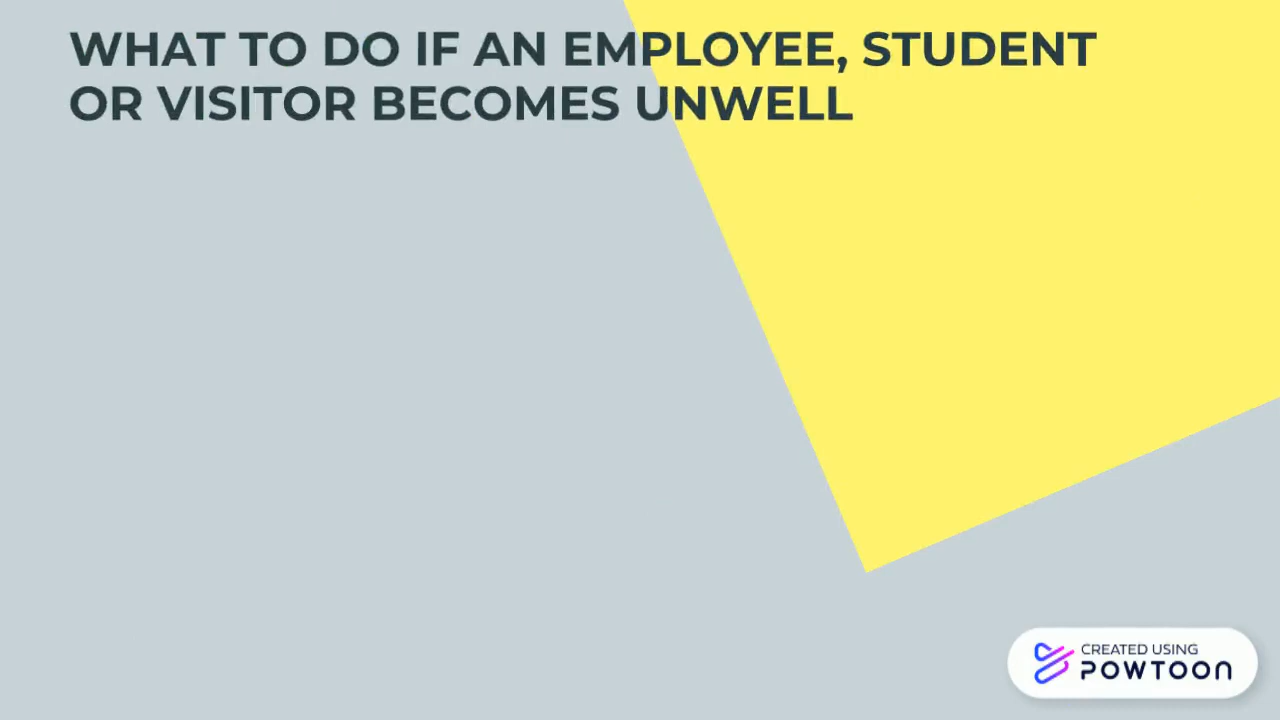 WHAT TO DO IF AN EMPLOYEE, STUDENT
OR VISITOR BECOMES UNWELL
CREATED USING
POWTOON